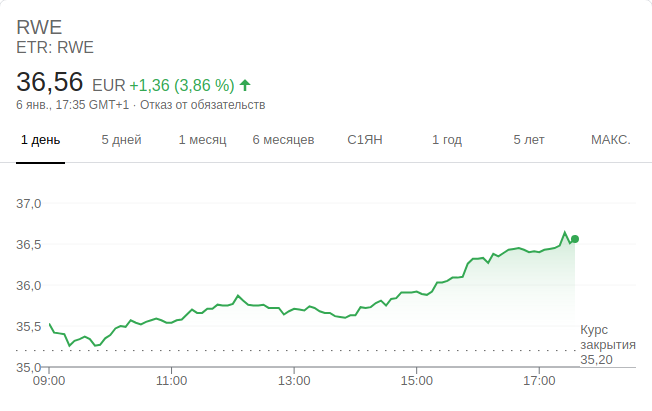 RWE
ETR: RWE
36,56 EUR +1,36 (3,86 %)
6 янв., 17:35 GMT+1 · Отказ от обязательств
1 день 5 дней 1 месяц 6 месяцев С1ЯН 1 год 5 лет МАКС.
37,0
36,5
36,0
35,5
35,0
Курс
закрытия
35,20
09:00 11:00 13:00 15:00 17:00